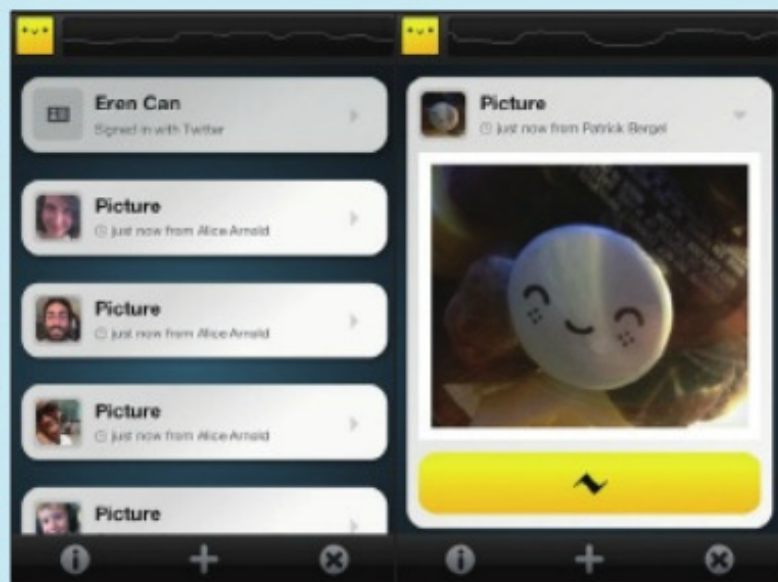 Eren Can
Signed in with Twitter
Picture
just now from Alice Arnold
Picture
just now from Alice Arnold
Picture
just now from Alice Arnold
Picture
Picture
just now from Patrick Bergel